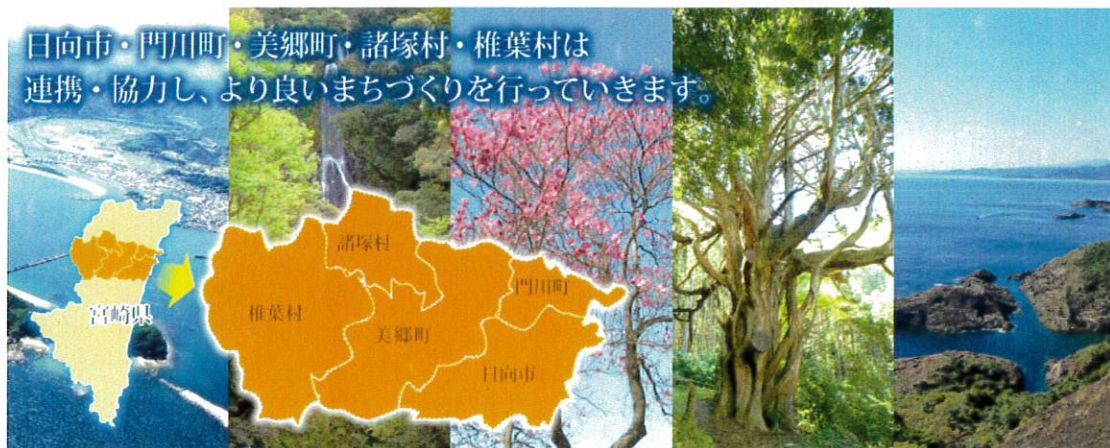 日向市・門川町・美郷町・諸塚村・椎葉村は
連携・協力し、より良いまちづくりを行っていきます。
諸塚村
門川町
椎葉村
宮崎県
美郷町
日向市